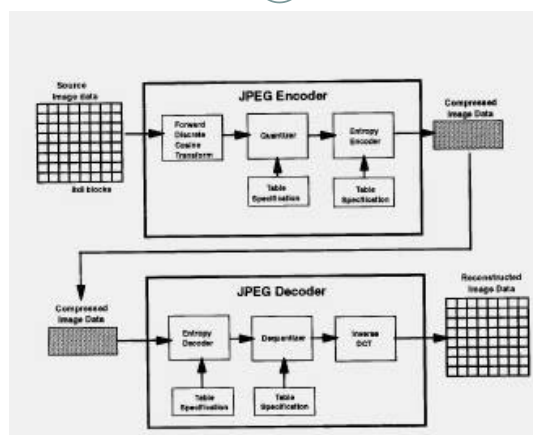 Source
Image data
8x8 blocks
JPEG Encoder
Forward
Discrete
Cosine
Transform
Quantizer
Entropy
Encoder
Table
Specification
Table
Specification
Compressed
Image Data
Compressed
Image Data
JPEG Decoder
Entropy
Decoder
Dequantizer
Inverse
DCT
Table
Specification
Table
Specification
Reconstructed
Image Data